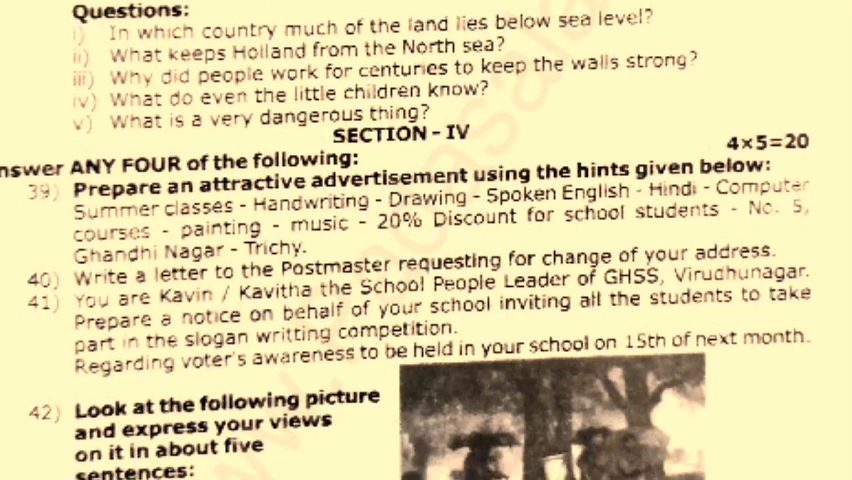 Questions:
i) In which country much of the land lies below sea level?
ii) What keeps Holland from the North sea?
iii) Why did people work for centuries to keep the walls strong?
iv) What do even the little children know?
v) What is a very dangerous thing?
SECTION - IV
4×5=20
nswer ANY FOUR of the following:
39) Prepare an attractive advertisement using the hints given below:
Summer classes - Handwriting - Drawing - Spoken English - Hindi - Computer
courses - painting - music - 20% Discount for school students - No. 5,
Ghandhi Nagar - Trichy.
40) Write a letter to the Postmaster requesting for change of your address.
41) You are Kavin / Kavitha the School People Leader of GHSS, Virudhunagar.
Prepare a notice on behalf of your school inviting all the students to take
part in the slogan writting competition.
Regarding voter's awareness to be held in your school on 15th of next month.
42) Look at the following picture
and express your views
on it in about five
sentences: